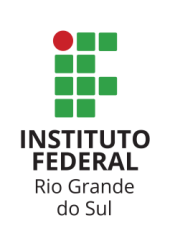 INSTITUTO
FEDERAL
Rio Grande
do Sul